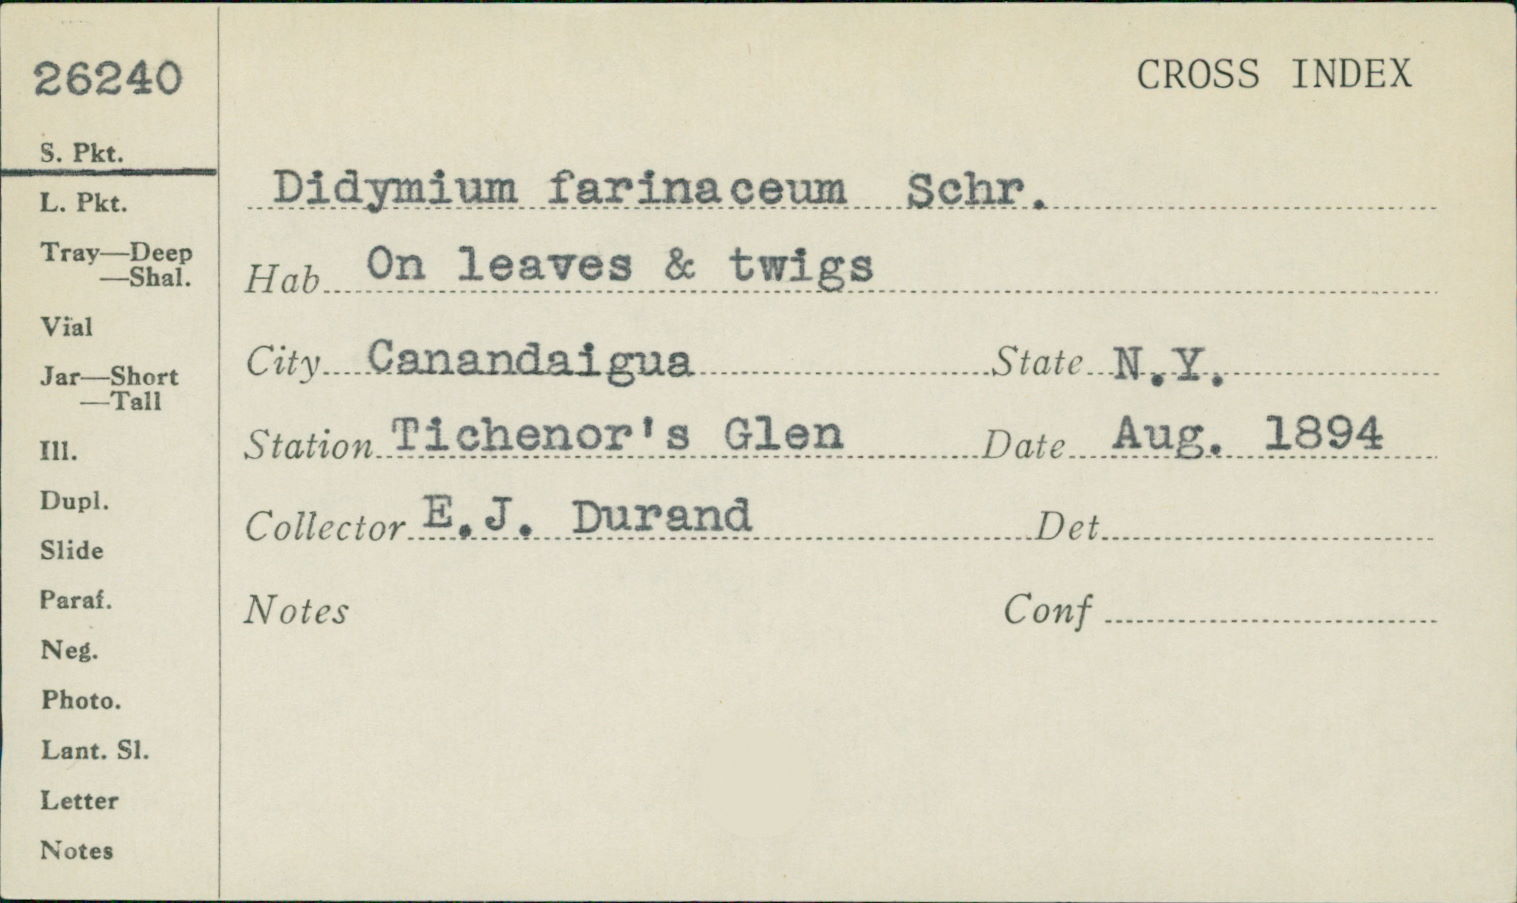 26240
CROSS INDEX
S. Pkt.
L. Pkt.
Tray—Deep
—Shal.
Vial
Jar—Short
—Tall
Ill.
Dupl.
Slide
Paraf.
Neg.
Photo.
Lant. Sl.
Letter
Notes
Didymium farinaceum Schr.
Hab On leaves & twigs
City Canandaigua State N.Y.
Station Tichenor's Glen Date Aug. 1894
Collector E.J. Durand Det
Notes Conf